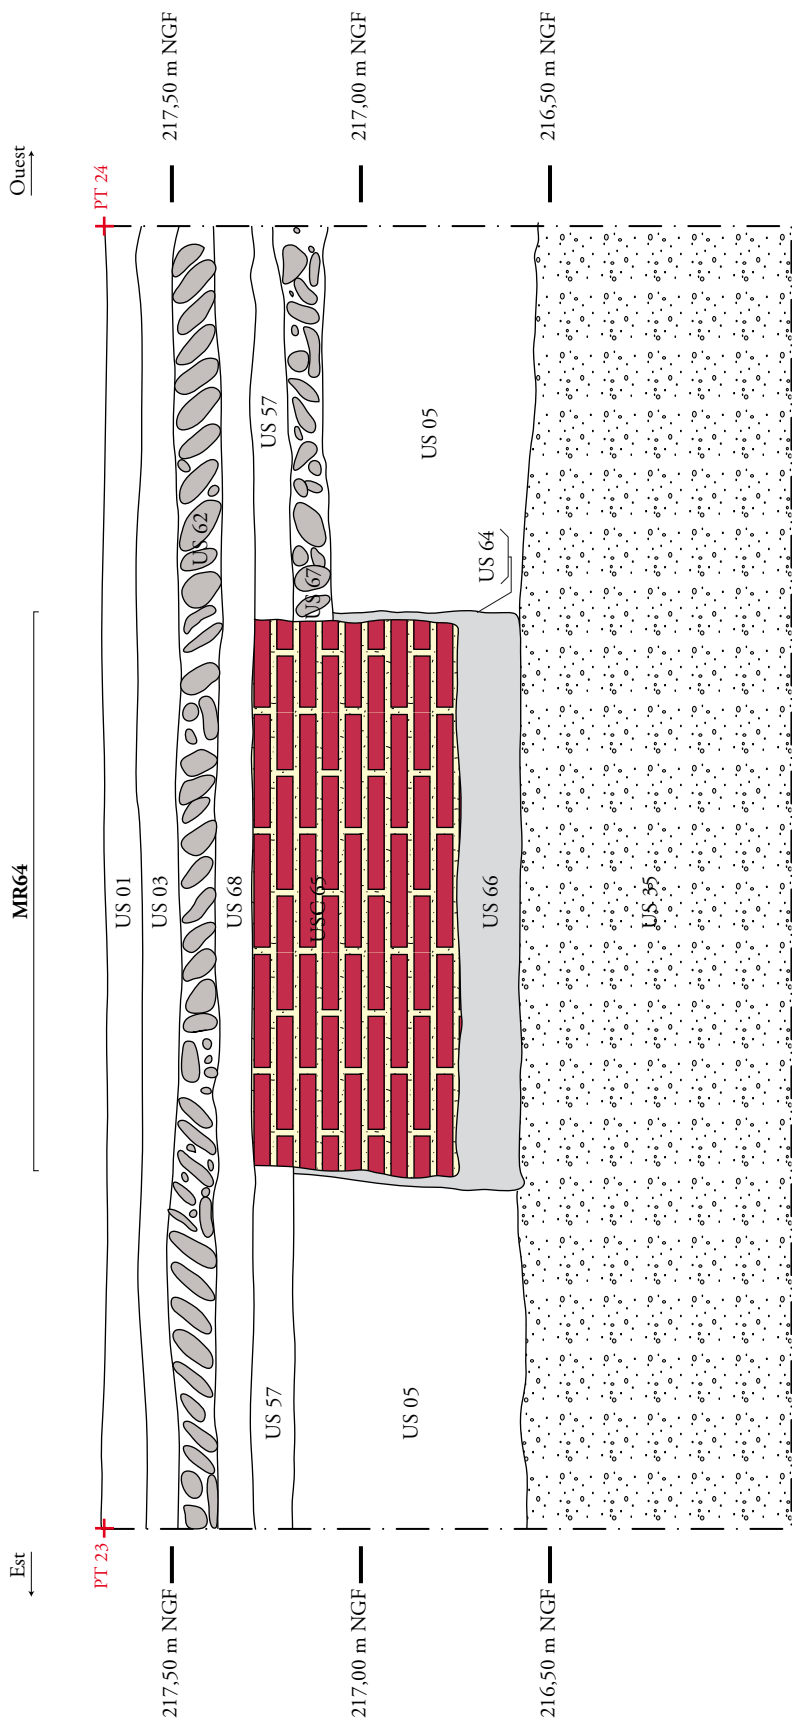 Est
Ouest
MR64
PT 23
PT 24
217,50 m NGF
217,50 m NGF
217,00 m NGF
217,00 m NGF
216,50 m NGF
216,50 m NGF
US 01
US 03
US 62
US 68
US 57
US 57
US 67
USC 65
US 05
US 05
US 64
US 66
US 35